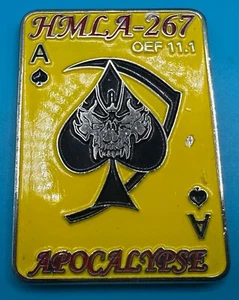 HMLA-267
OEF 11.1
A
A
APOCALYPSE